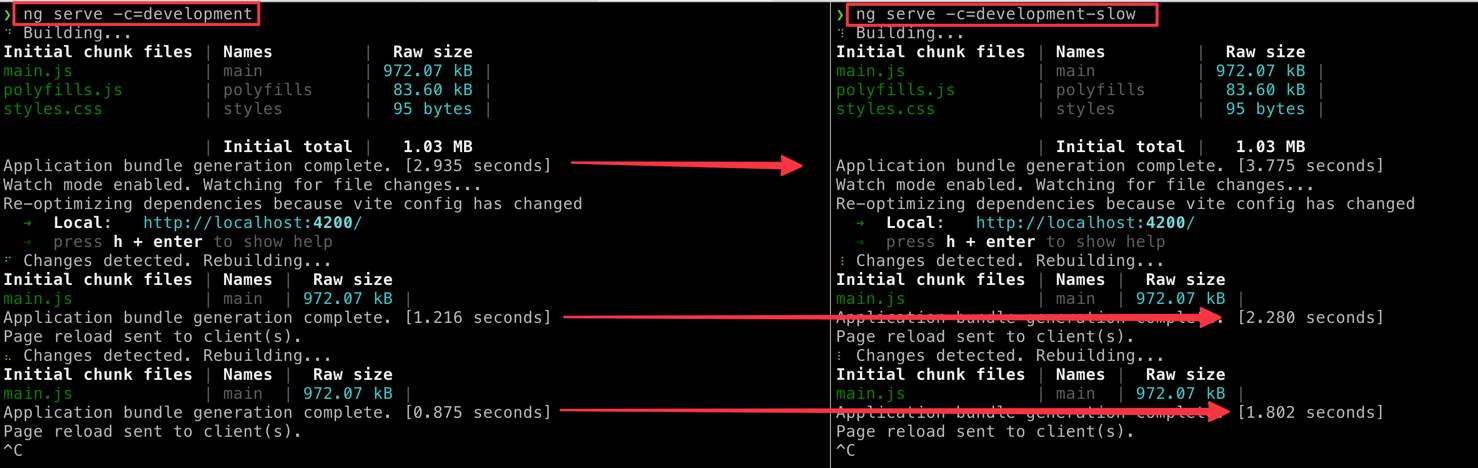 ❯ ng serve -c=development
Building...
Initial chunk files | Names | Raw size
main.js | main | 972.07 kB |
polyfills.js | polyfills | 83.60 kB |
styles.css | styles | 95 bytes |
| Initial total | 1.03 MB
Application bundle generation complete. [2.935 seconds]
Watch mode enabled. Watching for file changes...
Re-optimizing dependencies because vite config has changed
➜ Local: http://localhost:4200/
➜ press h + enter to show help
Changes detected. Rebuilding...
Initial chunk files | Names | Raw size
main.js | main | 972.07 kB |
Application bundle generation complete. [1.216 seconds]
Page reload sent to client(s).
Changes detected. Rebuilding...
Initial chunk files | Names | Raw size
main.js | main | 972.07 kB |
Application bundle generation complete. [0.875 seconds]
Page reload sent to client(s).
^C
❯ ng serve -c=development-slow
Building...
Initial chunk files | Names | Raw size
main.js | main | 972.07 kB |
polyfills.js | polyfills | 83.60 kB |
styles.css | styles | 95 bytes |
| Initial total | 1.03 MB
Application bundle generation complete. [3.775 seconds]
Watch mode enabled. Watching for file changes...
Re-optimizing dependencies because vite config has changed
➜ Local: http://localhost:4200/
➜ press h + enter to show help
Changes detected. Rebuilding...
Initial chunk files | Names | Raw size
main.js | main | 972.07 kB |
Application bundle generation complete. [2.280 seconds]
Page reload sent to client(s).
Changes detected. Rebuilding...
Initial chunk files | Names | Raw size
main.js | main | 972.07 kB |
Application bundle generation complete. [1.802 seconds]
Page reload sent to client(s).
^C